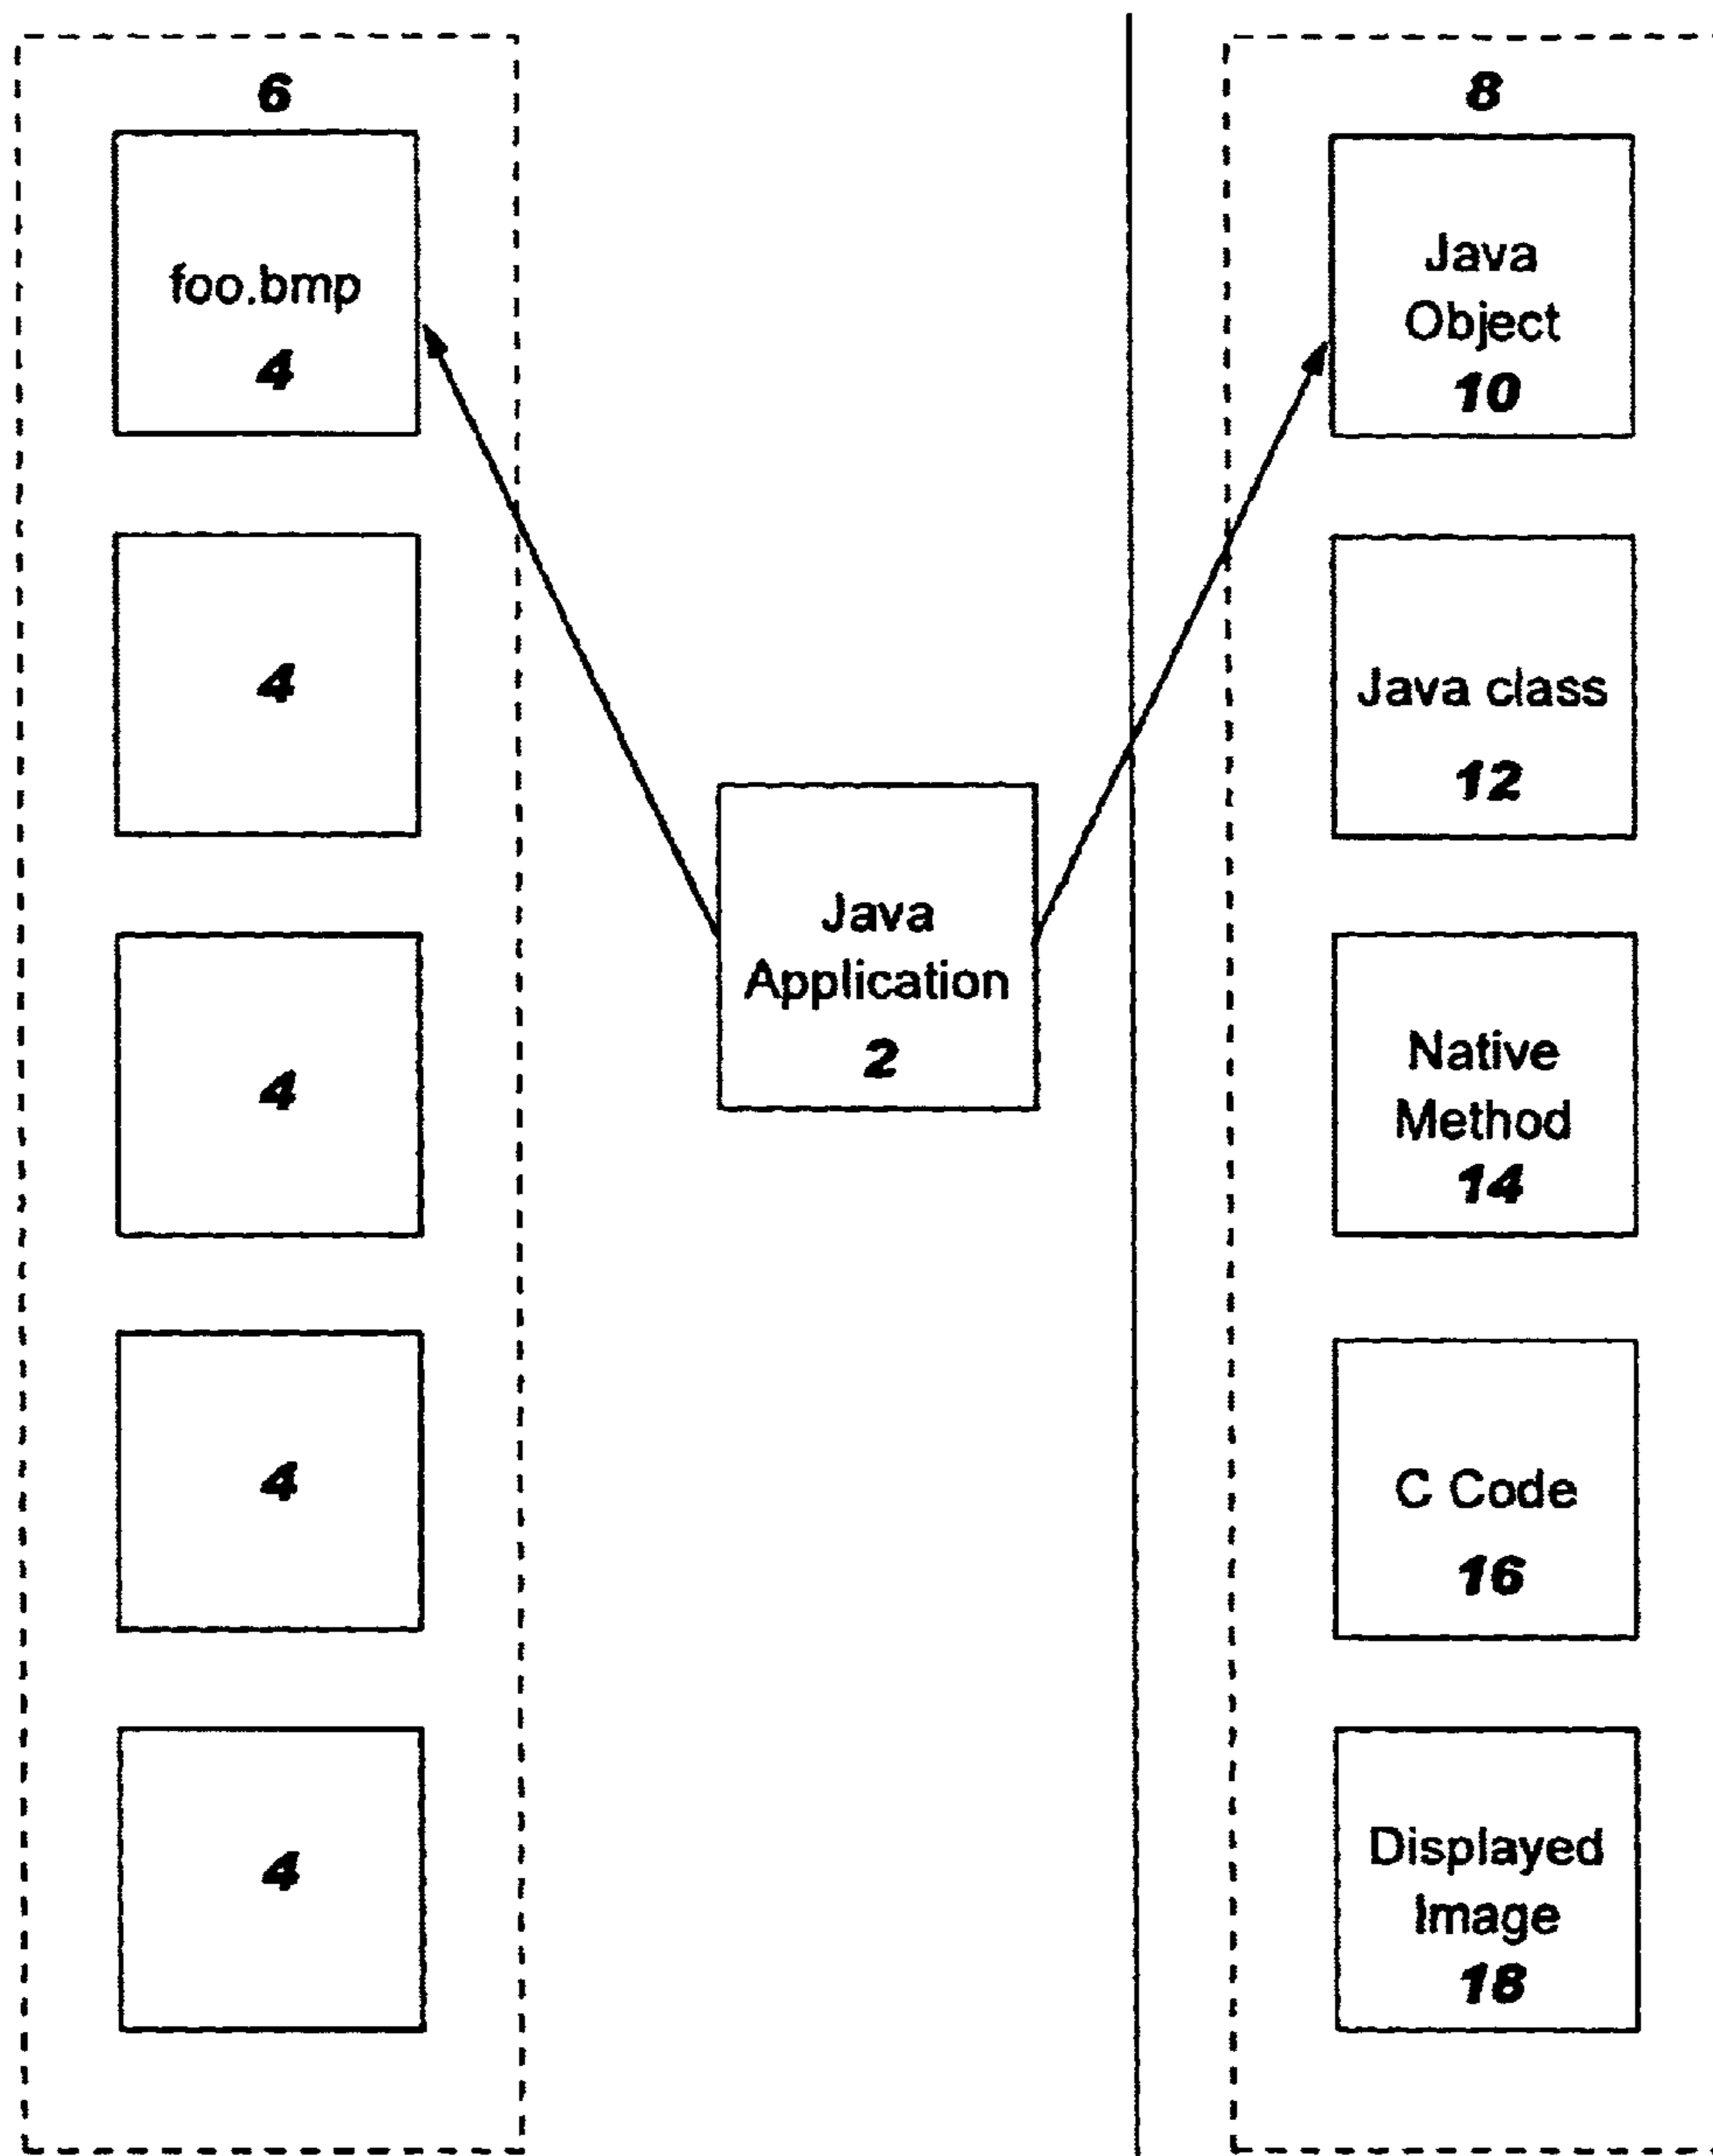 6
foo.bmp
4
4
4
4
4
Java
Application
2
8
Java
Object
10
Java class
12
Native
Method
14
C Code
16
Displayed
Image
18